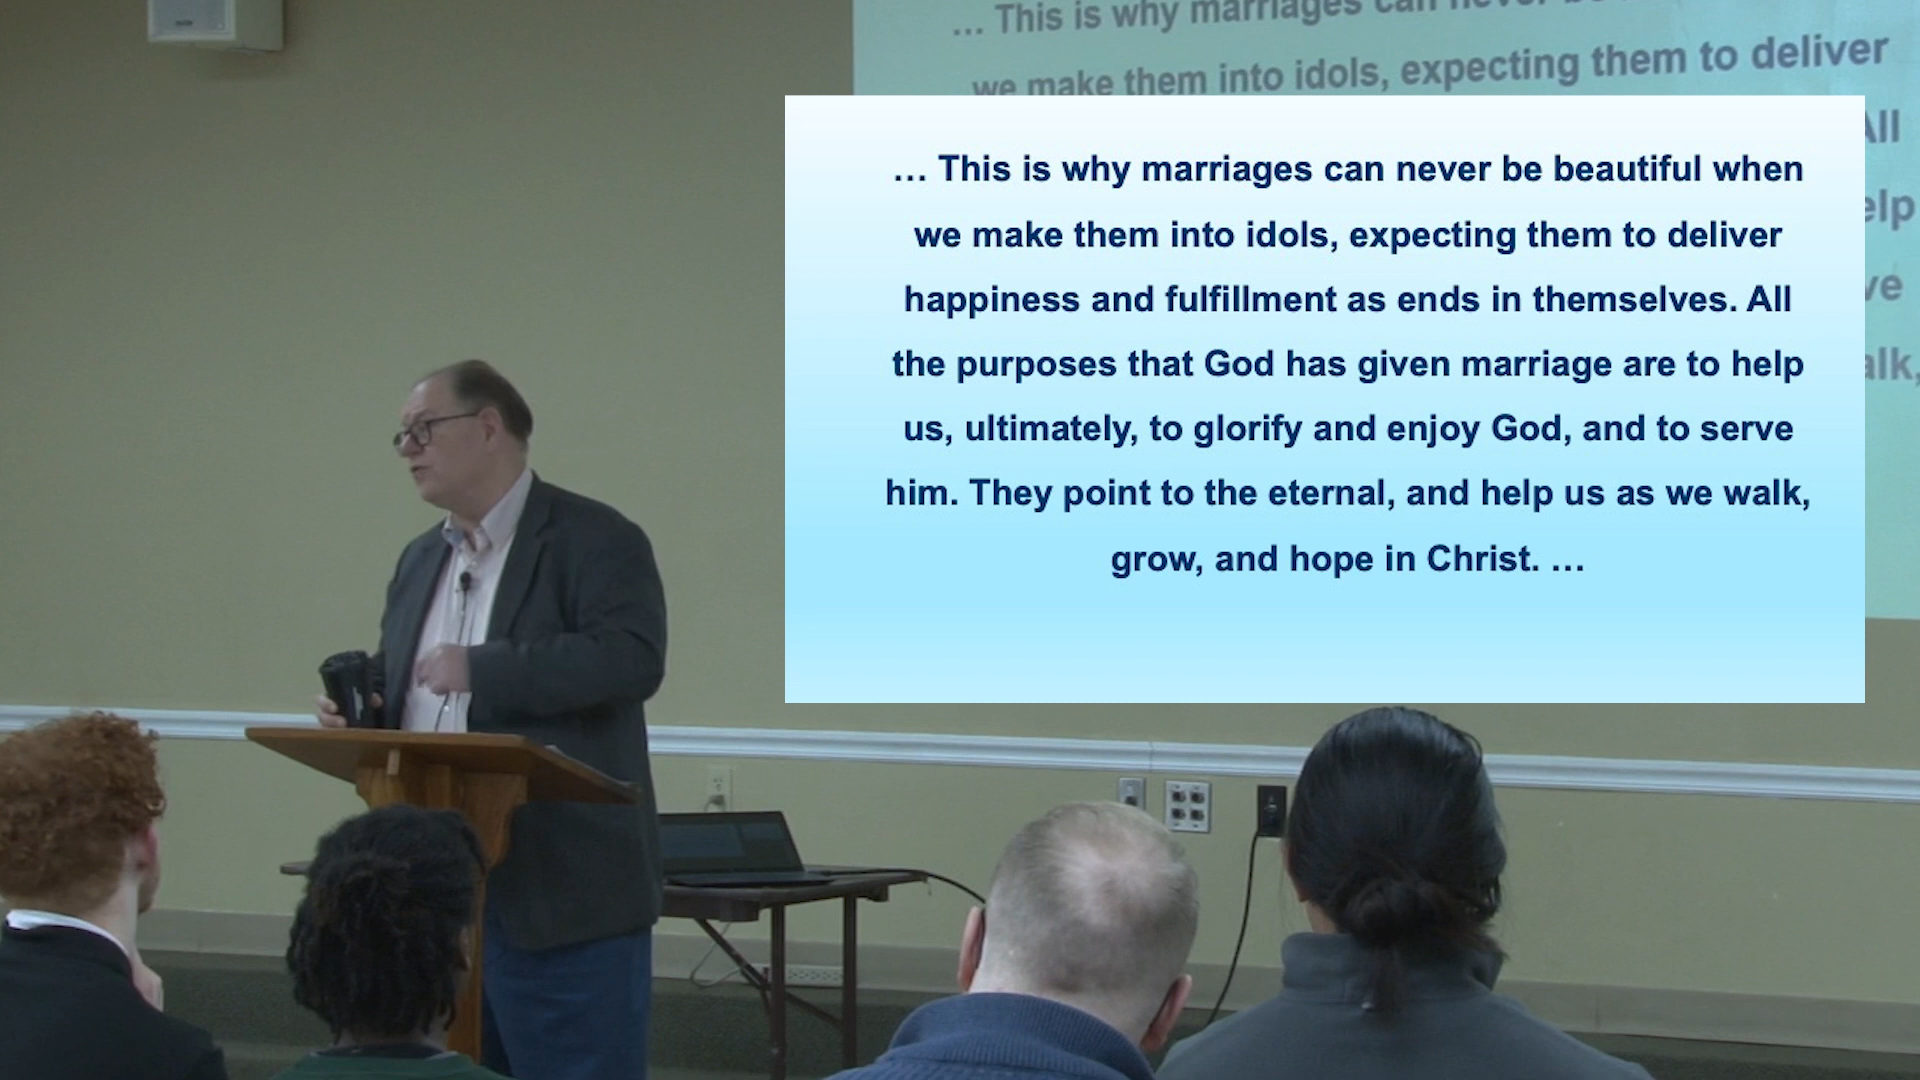 … This is why marriages can never be
we make them into idols, expecting them to deliver
All
elp
ve
alk,
… This is why marriages can never be beautiful when
we make them into idols, expecting them to deliver
happiness and fulfillment as ends in themselves. All
the purposes that God has given marriage are to help
us, ultimately, to glorify and enjoy God, and to serve
him. They point to the eternal, and help us as we walk,
grow, and hope in Christ. …